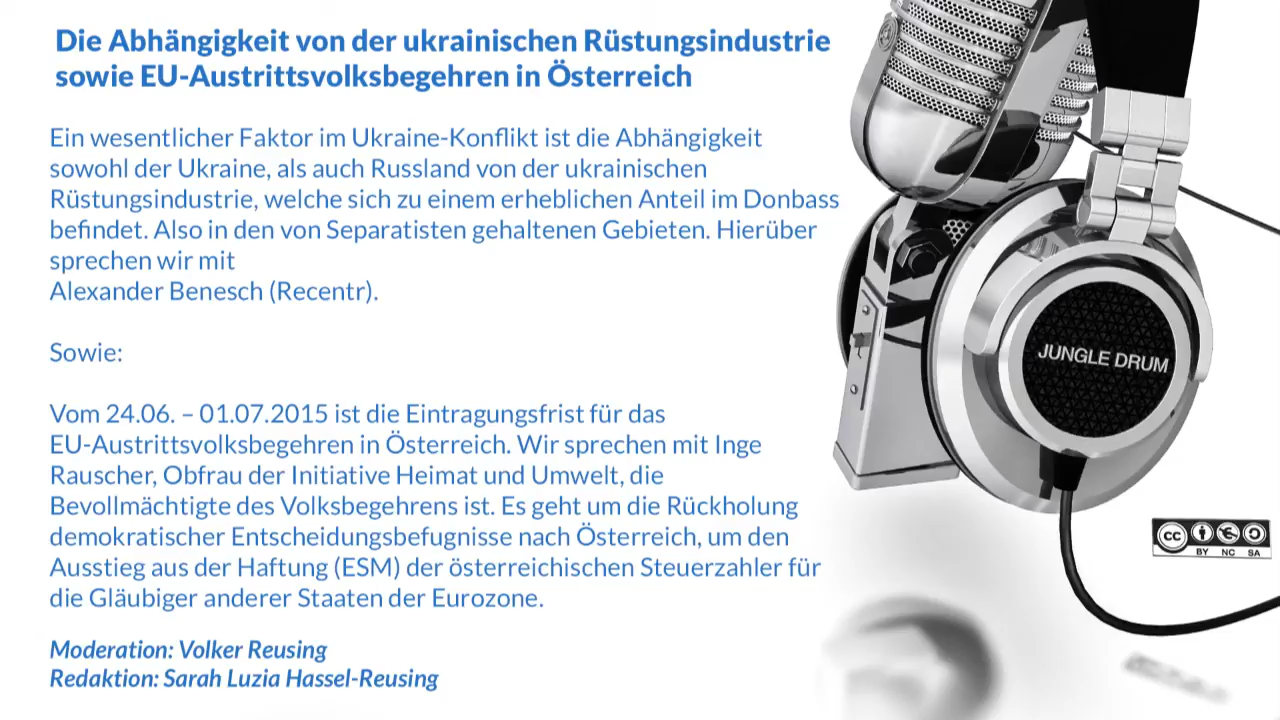 Die Abhängigkeit von der ukrainischen Rüstungsindustrie
sowie EU-Austrittsvolksbegehren in Österreich
Ein wesentlicher Faktor im Ukraine-Konflikt ist die Abhängigkeit
sowohl der Ukraine, als auch Russland von der ukrainischen
Rüstungsindustrie, welche sich zu einem erheblichen Anteil im Donbass
befindet. Also in den von Separatisten gehaltenen Gebieten. Hierüber
sprechen wir mit
Alexander Benesch (Recentr).
Sowie:
Vom 24.06. – 01.07.2015 ist die Eintragungsfrist für das
EU-Austrittsvolksbegehren in Österreich. Wir sprechen mit Inge
Rauscher, Obfrau der Initiative Heimat und Umwelt, die
Bevollmächtigte des Volksbegehrens ist. Es geht um die Rückholung
demokratischer Entscheidungsbefugnisse nach Österreich, um den
Ausstieg aus der Haftung (ESM) der österreichischen Steuerzahler für
die Gläubiger anderer Staaten der Eurozone.
Moderation: Volker Reusing
Redaktion: Sarah Luzia Hassel-Reusing
JUNGLE DRUM
cc
BY NC SA